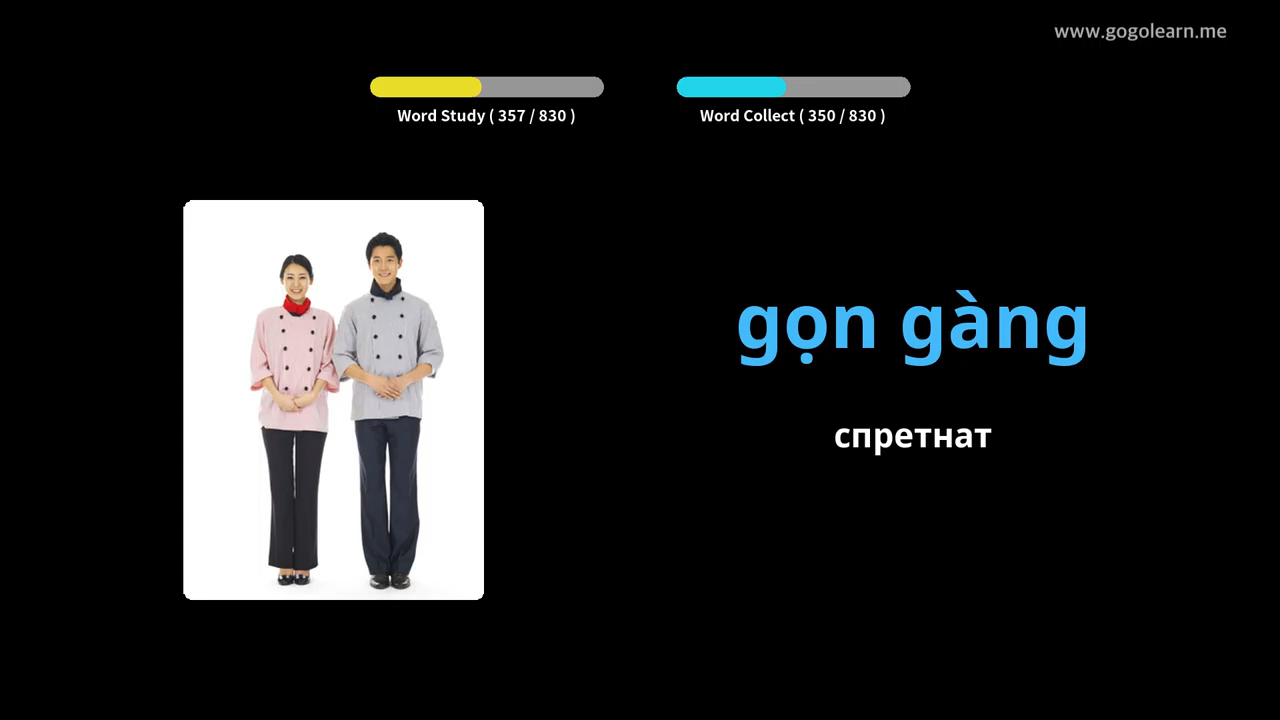 www.gogolearn.me
Word Study ( 357 / 830 )
Word Collect ( 350 / 830 )
gọn gàng
спретнат